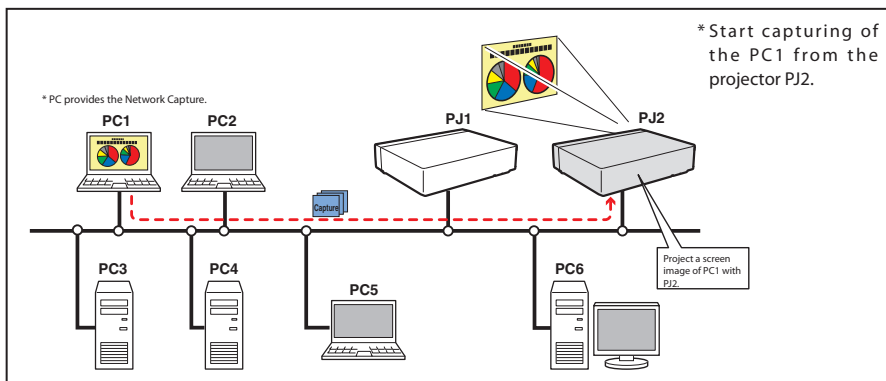 * Start capturing of
the PC1 from the
projector PJ2.
* PC provides the Network Capture.
PC1
PC2
PJ1
PJ2
Capture
Project a screen
image of PC1 with
PJ2.
PC3
PC4
PC5
PC6